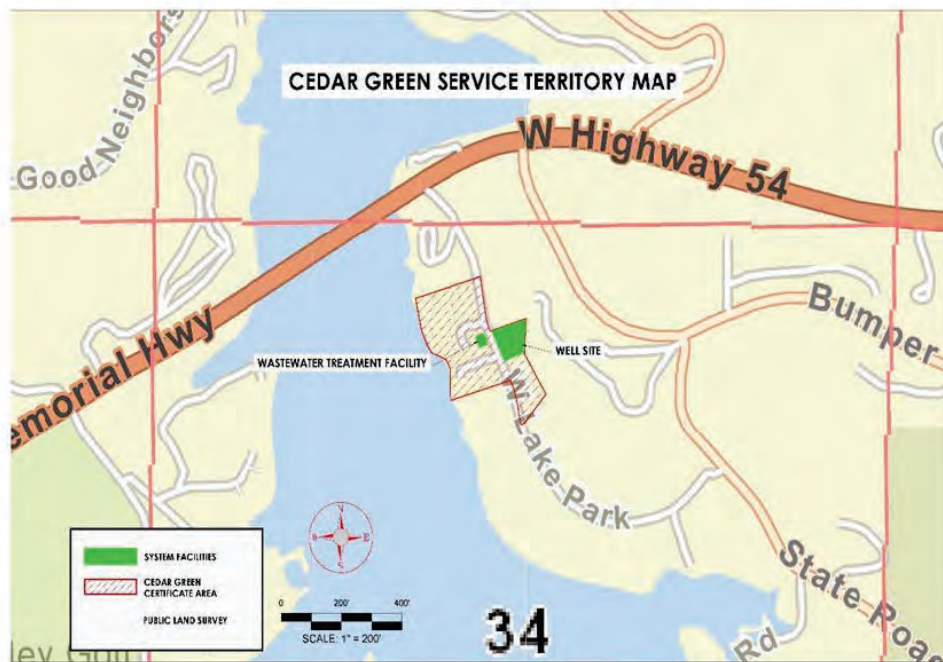 CEDAR GREEN SERVICE TERRITORY MAP
Good Neighbors
W Highway 54
emorial Hwy
Bumper
WELL SITE
WASTEWATER TREATMENT FACILITY
W Lake Park
State Road
Rd
34
ley Golf
N
E
S
SYSTEM FACILITIES
CEDAR GREEN
CERTIFICATE AREA
PUBLIC LAND SURVEY
0 200' 400'
SCALE: 1" = 200'